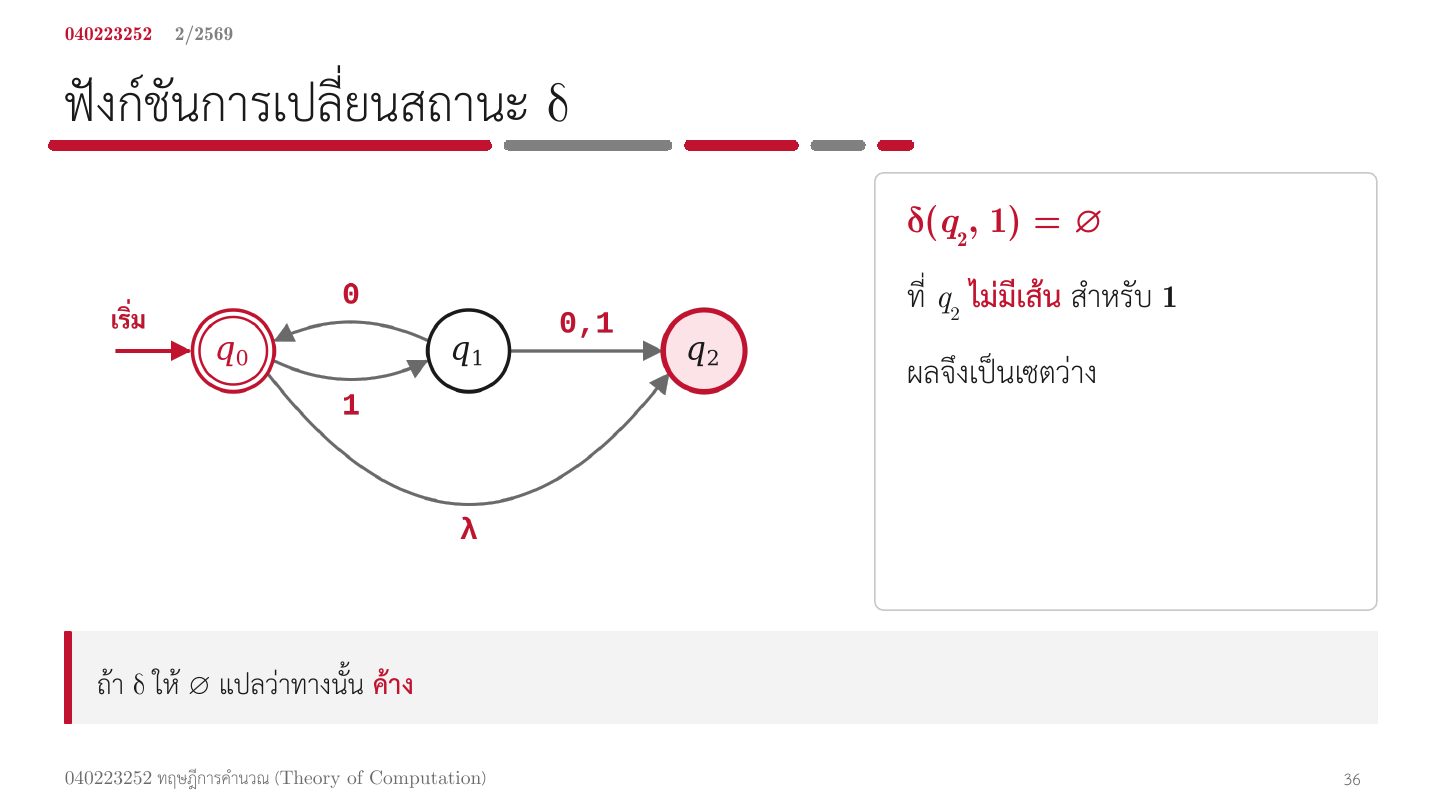 040223252 2/2569
ฟังก์ชันการเปลี่ยนสถานะ δ
δ(q₂, 1) = ∅
ที่ q₂ ไม่มีเส้น สำหรับ 1
ผลจึงเป็นเซตว่าง
เริ่ม
0
0,1
q₀
q₁
q₂
1
λ
ถ้า δ ให้ ∅ แปลว่าทางนั้น ค้าง
040223252 ทฤษฎีการคำนวณ (Theory of Computation)
36